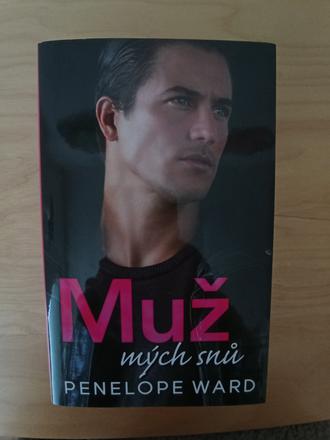 Muž
mých snů
PENELOPE WARD